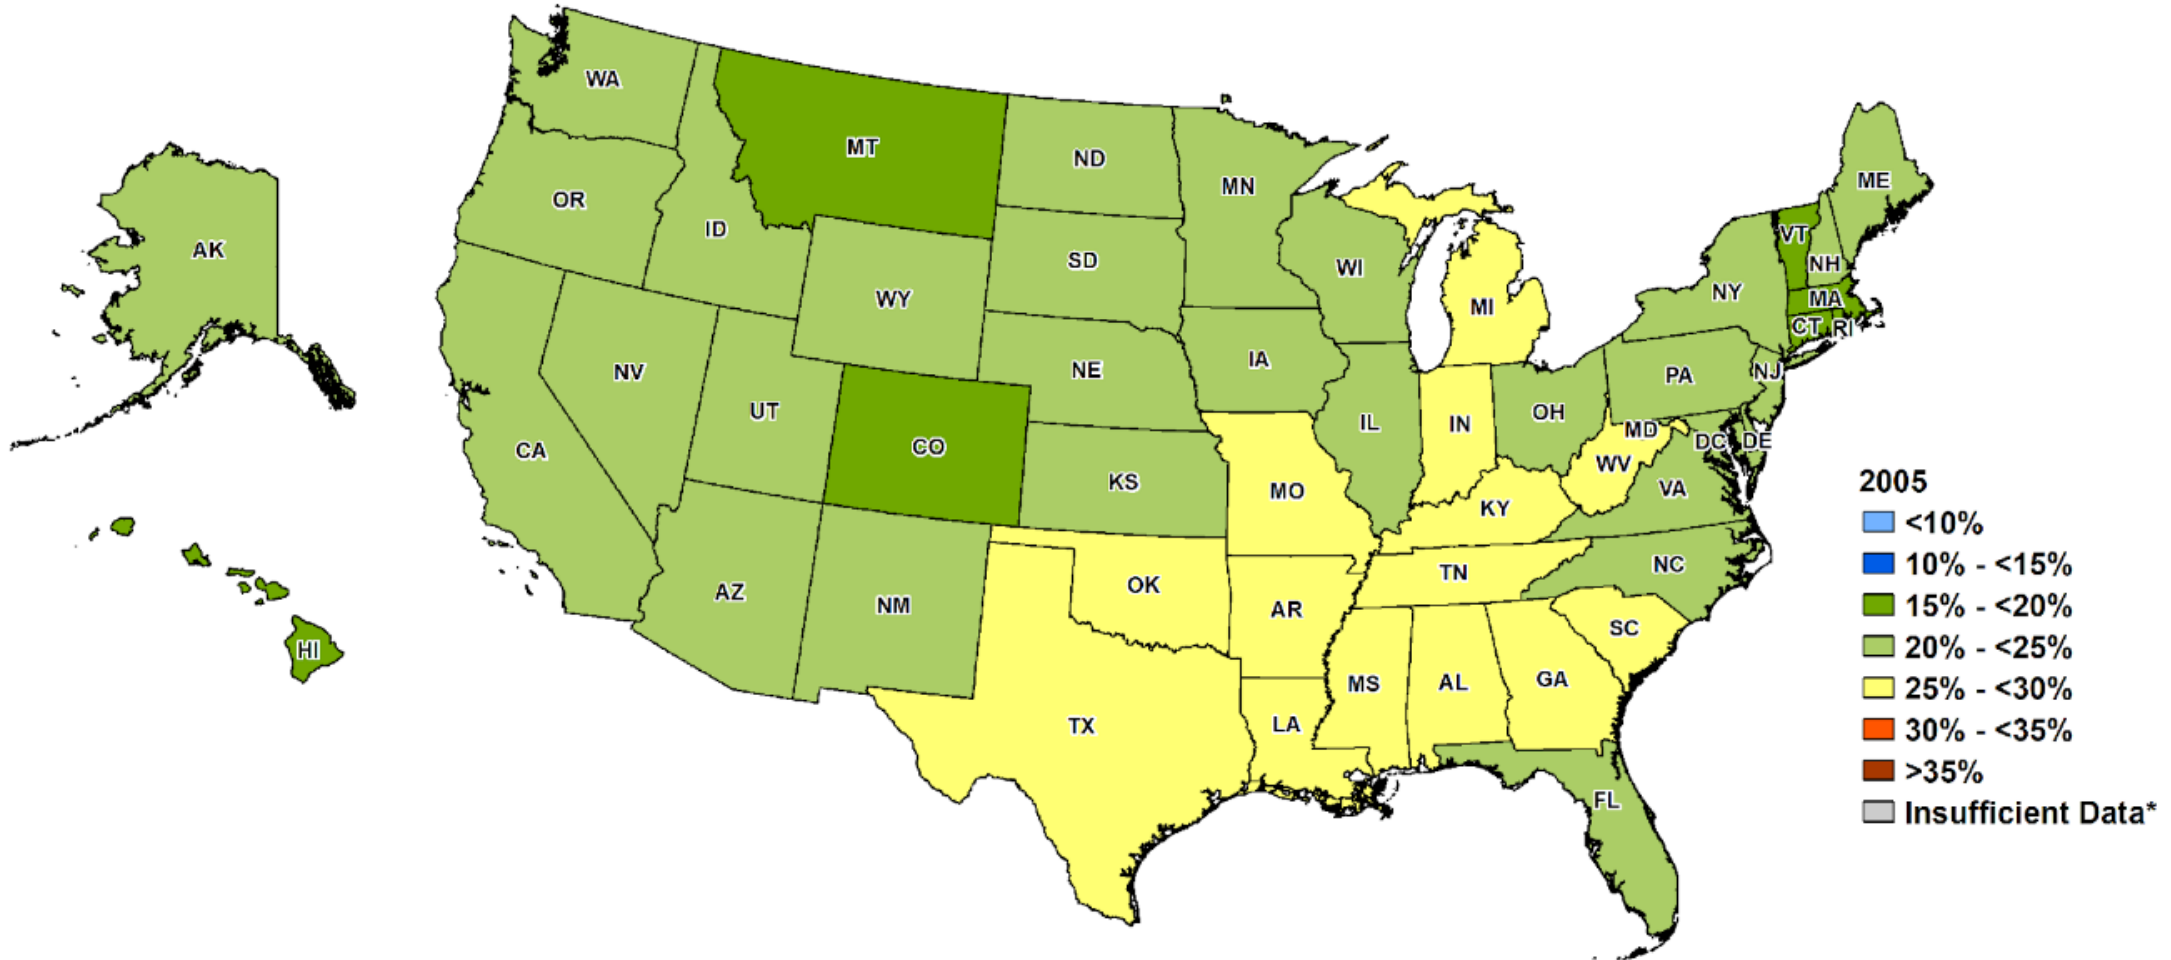 WA
MT
ND
MN
OR
ID
AK
SD
WI
ME
VT
NH
WY
NY
MA
MI
CT
RI
NV
NE
IA
PA
NJ
UT
IL
IN
OH
CA
CO
MD
DC
DE
KS
MO
WV
VA
KY
AZ
NM
OK
TN
NC
AR
SC
HI
MS
AL
GA
TX
LA
FL
2005
<10%
10% - <15%
15% - <20%
20% - <25%
25% - <30%
30% - <35%
>35%
Insufficient Data*